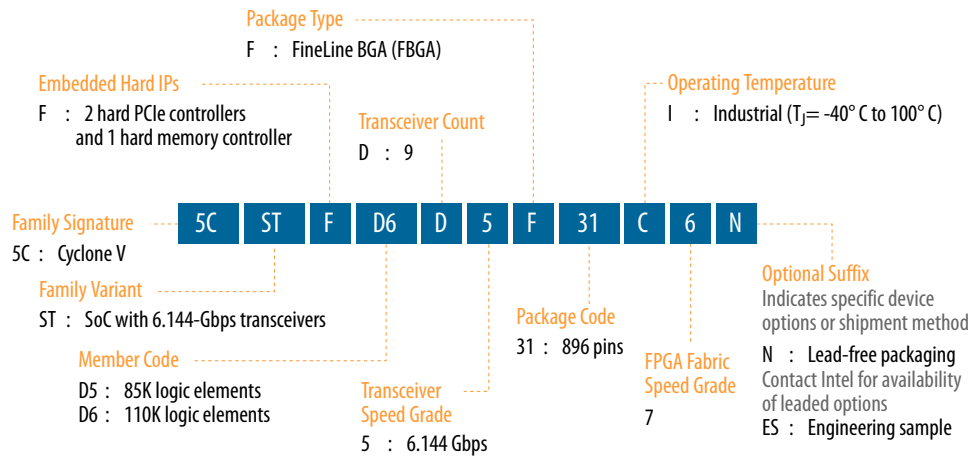 Package Type
F : FineLine BGA (FBGA)
Embedded Hard IPs
F : 2 hard PCIe controllers
and 1 hard memory controller
Transceiver Count
D : 9
Operating Temperature
I : Industrial (TJ= -40° C to 100° C)
5C ST F D6 D 5 F 31 C 6 N
Family Signature
5C : Cyclone V
Family Variant
ST : SoC with 6.144-Gbps transceivers
Member Code
D5 : 85K logic elements
D6 : 110K logic elements
Transceiver
Speed Grade
5 : 6.144 Gbps
Package Code
31 : 896 pins
FPGA Fabric
Speed Grade
7
Optional Suffix
Indicates specific device
options or shipment method
N : Lead-free packaging
Contact Intel for availability
of leaded options
ES : Engineering sample